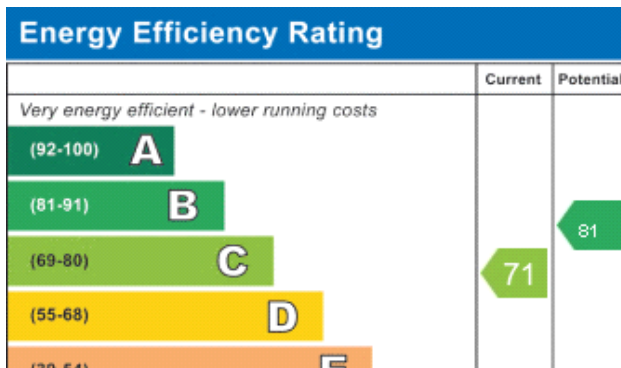 Energy Efficiency Rating
Current Potential
Very energy efficient - lower running costs
(92-100) A
(81-91) B
81
(69-80) C
71
(55-68) D